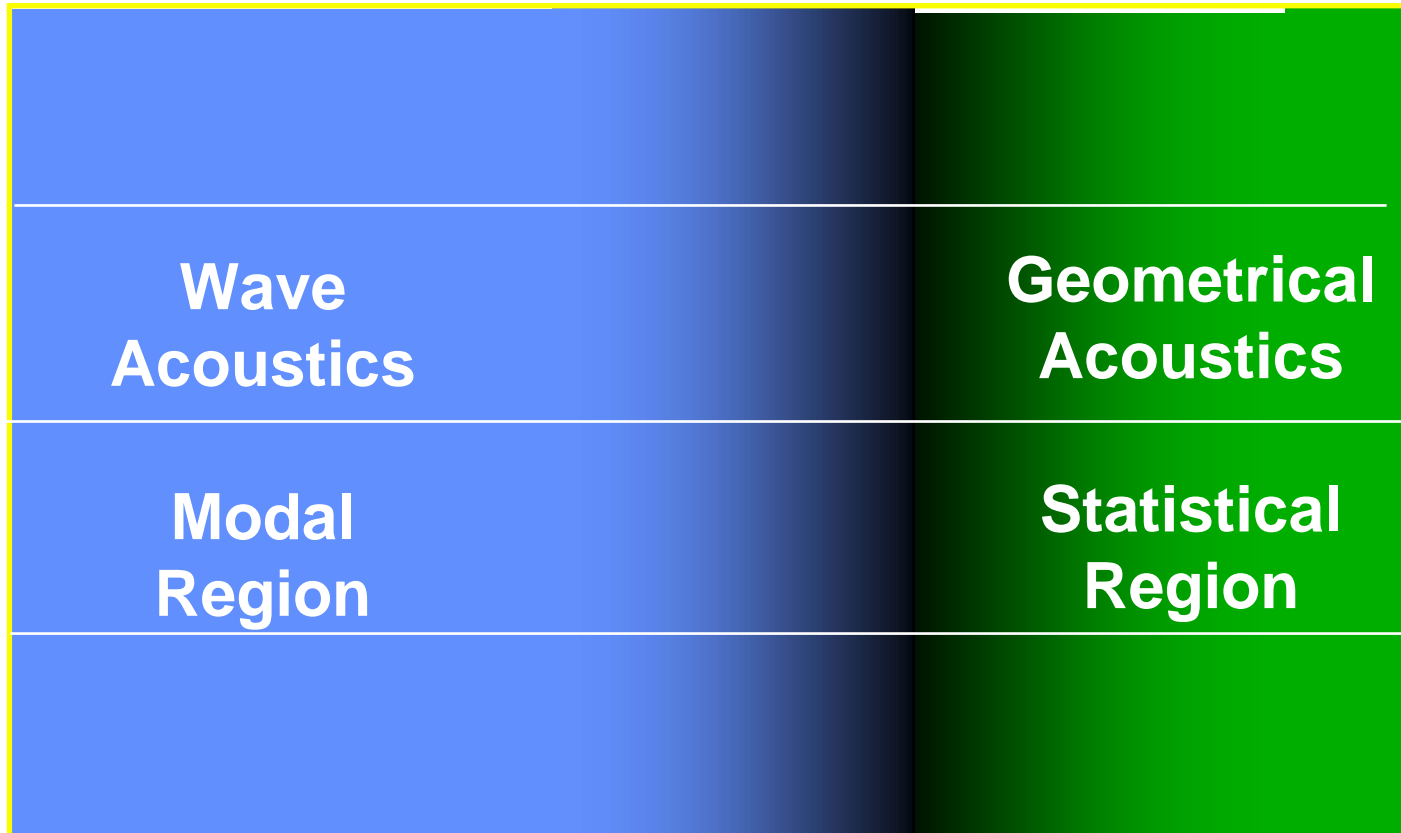 Wave
Acoustics
Geometrical
Acoustics
Modal
Region
Statistical
Region